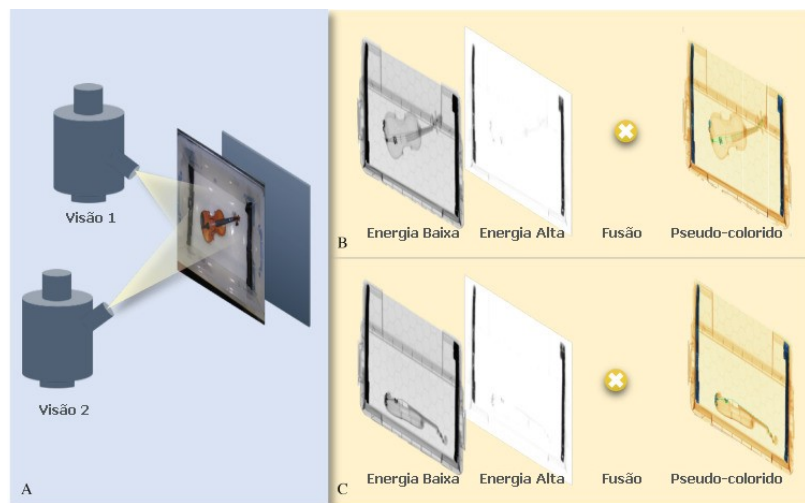 Visão 1
Visão 2
A
B
Energia Baixa Energia Alta Fusão Pseudo-colorido
C
Energia Baixa Energia Alta Fusão Pseudo-colorido